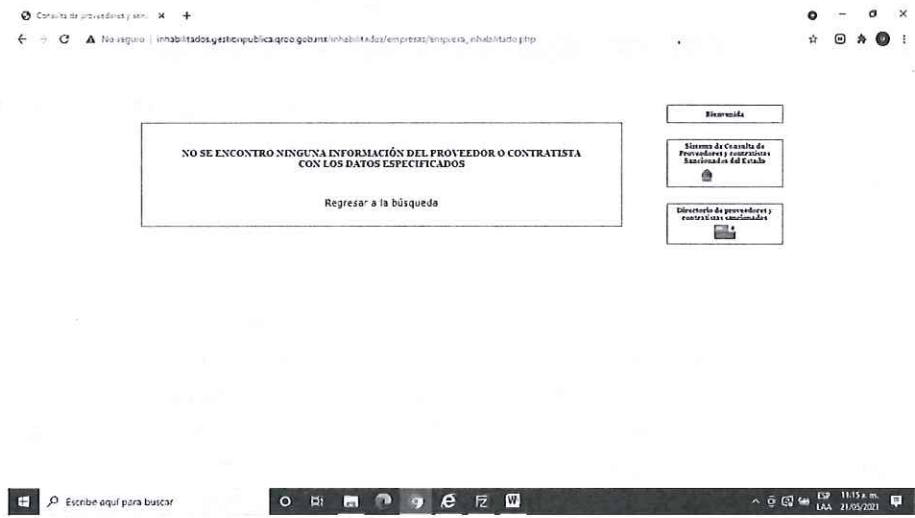 Consulta de proveedores y con
No seguro | inhabilitados.gestionpublica.qroo.gob.mx/inhabilitados/empresas/empresa_inhabilitado.php
Bienvenida
NO SE ENCONTRO NINGUNA INFORMACIÓN DEL PROVEEDOR O CONTRATISTA
CON LOS DATOS ESPECIFICADOS
Regresar a la búsqueda
Sistema de Consulta de
Proveedores y contratistas
Sancionados del Estado
Directorio de proveedores y
contratistas sancionados
Escribe aquí para buscar
ESP
LAA
11:15 a. m.
21/05/2021